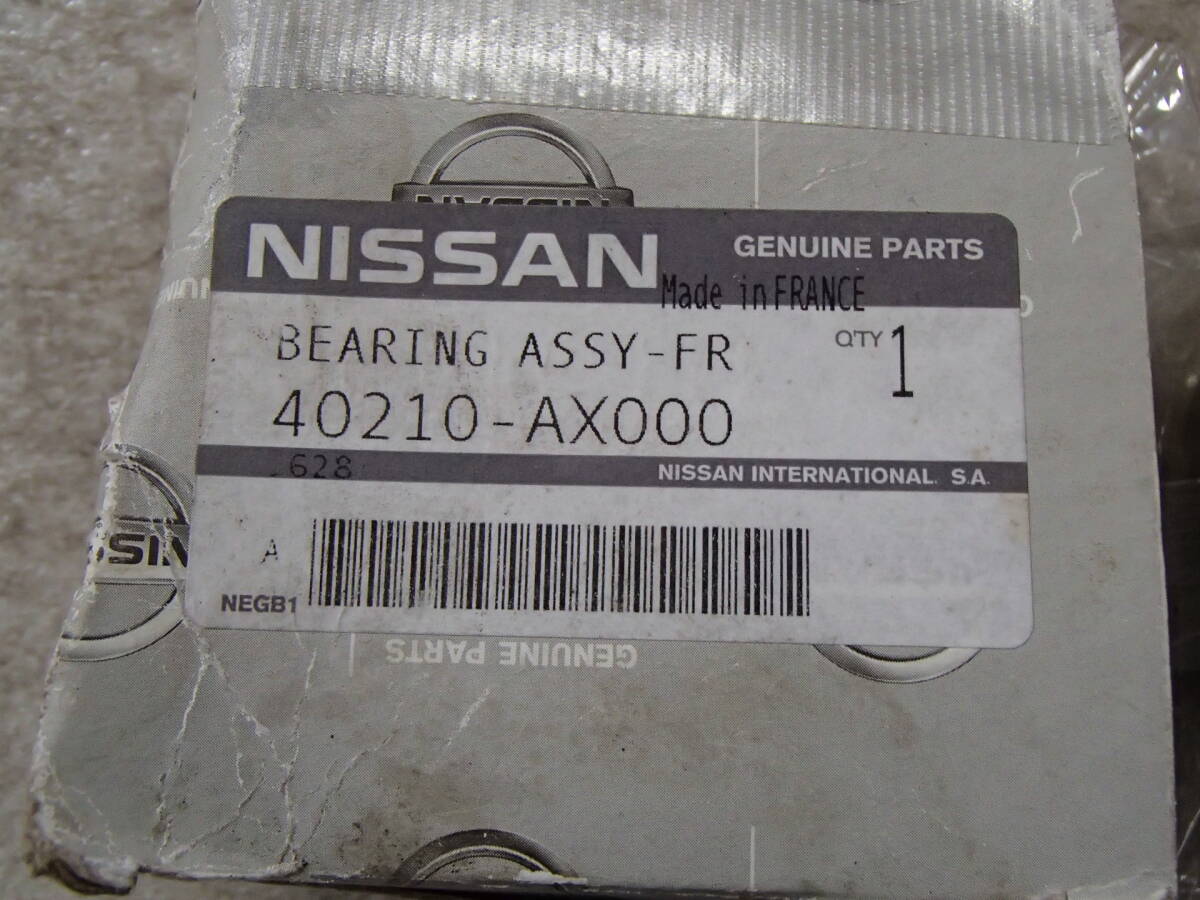 NISSAN
NISSAN GENUINE PARTS
Made in FRANCE
BEARING ASSY-FR QTY 1
40210-AX000
628 NISSAN INTERNATIONAL. S.A.
A
NEGB1
GENUINE PARTS